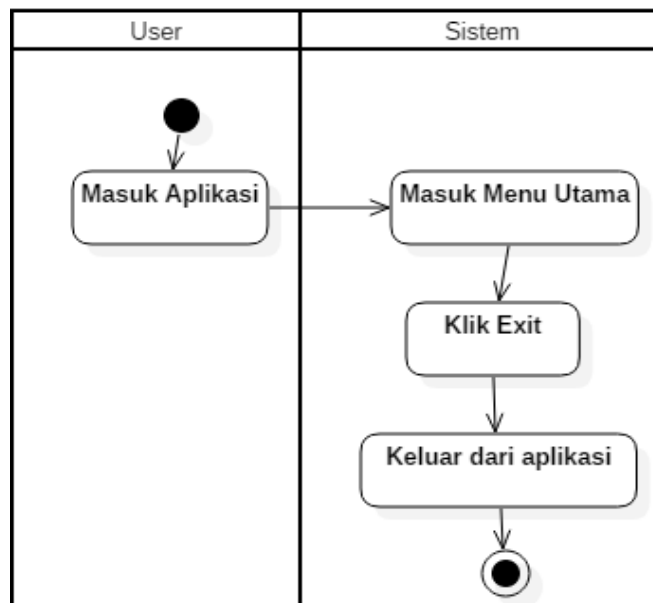 User
Sistem
Masuk Aplikasi
Masuk Menu Utama
Klik Exit
Keluar dari aplikasi